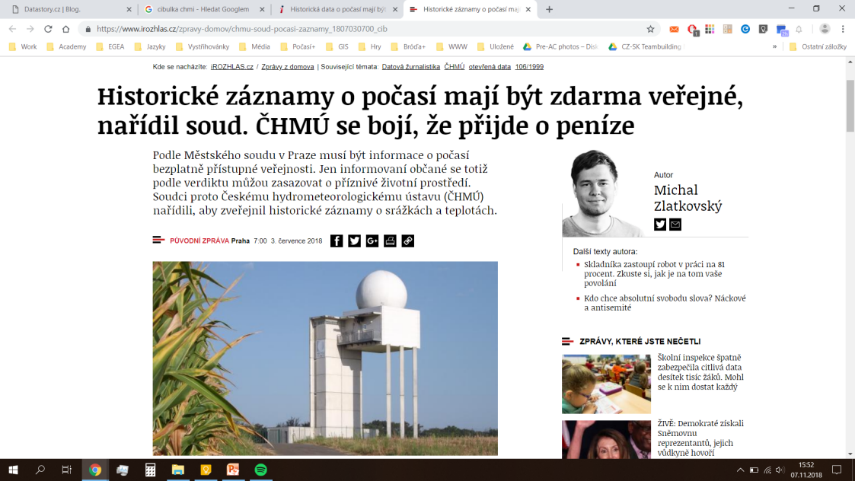 Datastory.cz | Blog.
cibulka chmi – Hledat Googlem
Historická data o počasí mají být
Historické záznamy o počasí mají
https://www.irozhlas.cz/zpravy-domov/chmu-soud-pocasi-zaznamy_1807030700_cib
Work Academy EGEA Jazyky Vystřihovánky Média Počasí+ GIS Hry Brďďa+ WWW Uložené Pre-AC photos – Disk CZ-SK Teambuilding » Ostatní záložky
Kde se nacházíte: iROZHLAS.cz / Zprávy z domova | Související témata: Datová žurnalistika ČHMÚ otevřená data 106/1999
Historické záznamy o počasí mají být zdarma veřejné,
nařídil soud. ČHMÚ se bojí, že přijde o peníze
Podle Městského soudu v Praze musí být informace o počasí
bezplatně přístupné veřejnosti. Jen informovaní občané se totiž
podle verdiktu můžou zasazovat o příznivé životní prostředí.
Soudci proto Českému hydrometeorologickému ústavu (ČHMÚ)
nařídili, aby zveřejnil historické záznamy o srážkách a teplotách.
PŮVODNÍ ZPRÁVA Praha 7:00 3. července 2018
Autor
Michal
Zlatkovský
Další texty autora:
Skladníka zastoupí robot v práci na 81
procent. Zkuste si, jak je na tom vaše
povolání
Kdo chce absolutní svobodu slova? Náckové
a antisemité
ZPRÁVY, KTERÉ JSTE NEČETLI
Školní inspekce špatně
zabezpečila citlivá data
desítek tisíc žáků. Mohl
se k nim dostat každý
ŽIVĚ: Demokraté získali
Sněmovnu
reprezentantů, jejich
vůdkyně hovoří
15:52
07.11.2018